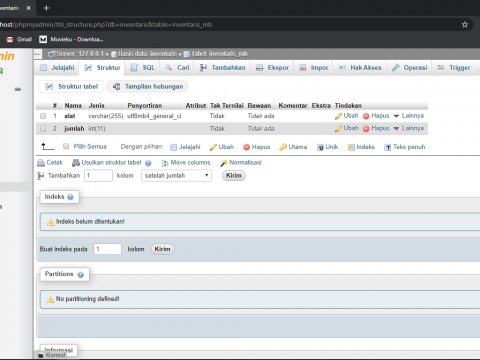 nventaris
host/phpmyadmin/tbl_structure.php?db=inventaris&table=inventaris_mb
Gmail Movieku - Downloa...
min
Server: 127.0.0.1 » Basis data: inventaris » Tabel: inventaris_mb
Jelajahi Struktur SQL Cari Tambahkan Ekspor Impor Hak Akses Operasi Trigger
Struktur tabel Tampilan hubungan
# Nama Jenis Penyortiran Atribut Tak Ternilai Bawaan Komentar Ekstra Tindakan
1 alat varchar(255) utf8mb4_general_ci Tidak Tidak ada Ubah Hapus Lainnya
2 jumlah int(11) Tidak Tidak ada Ubah Hapus Lainnya
Pilih Semua Dengan pilihan: Jelajahi Ubah Hapus Utama Unik Indeks Teks panuh
Cetak Usulkan struktur tabel Move columns Normalisasi
Tambahkan 1 kolom setelah jumlah Kirim
Indeks
Indeks belum ditentukan!
Buat indeks pada 1 kolom Kirim
Partitions
No partitioning defined!
Informasi
Konsol